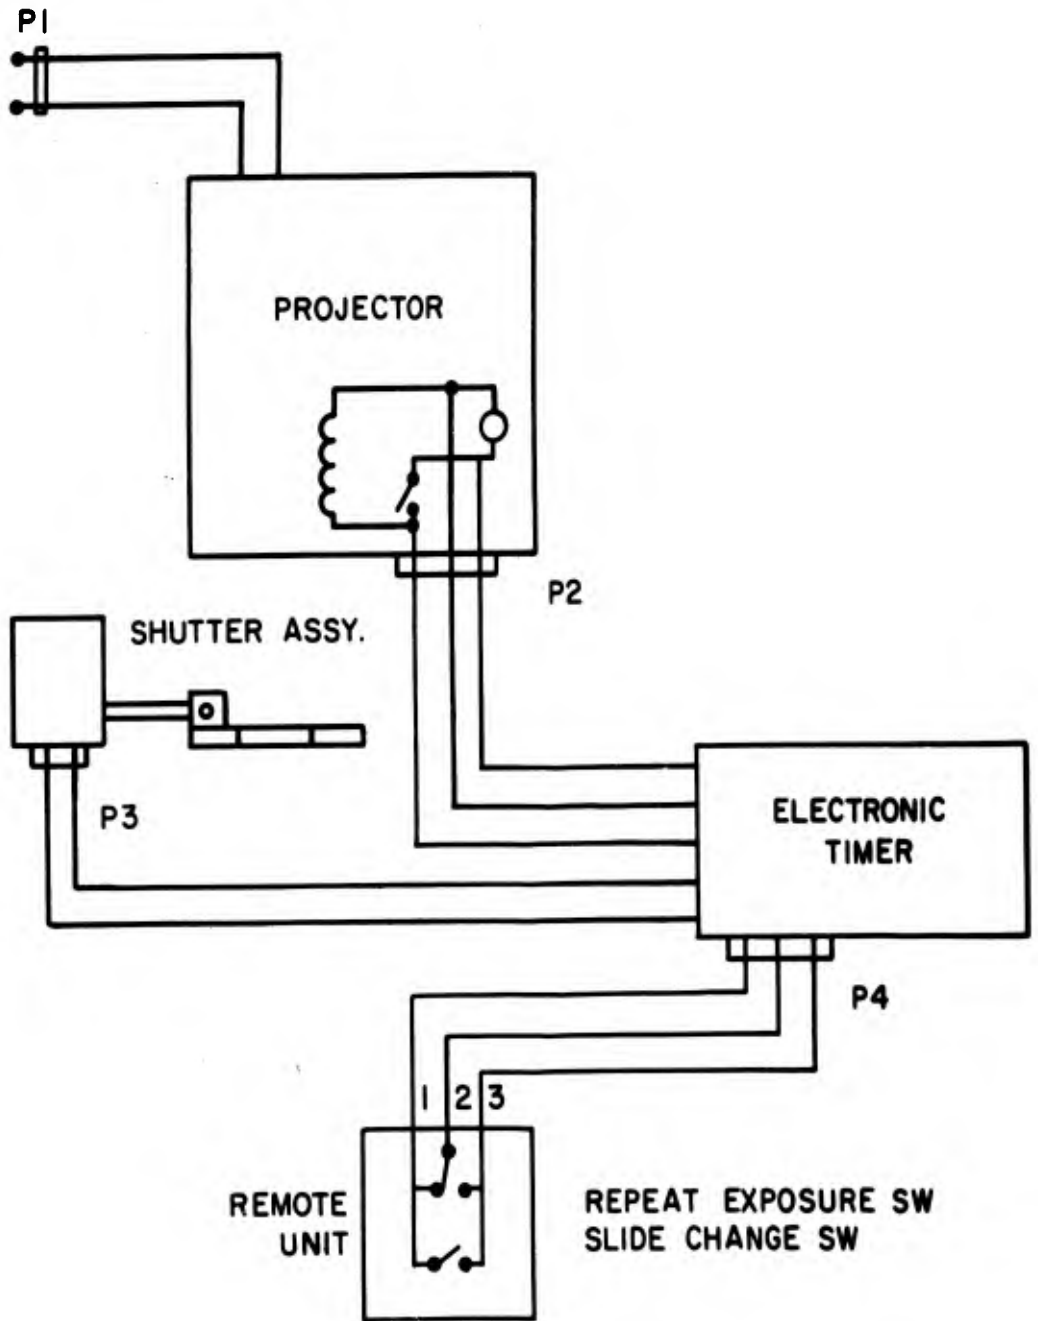 P1
PROJECTOR
P2
SHUTTER ASSY.
P3
ELECTRONIC
TIMER
P4
1 2 3
REMOTE
UNIT
REPEAT EXPOSURE SW
SLIDE CHANGE SW